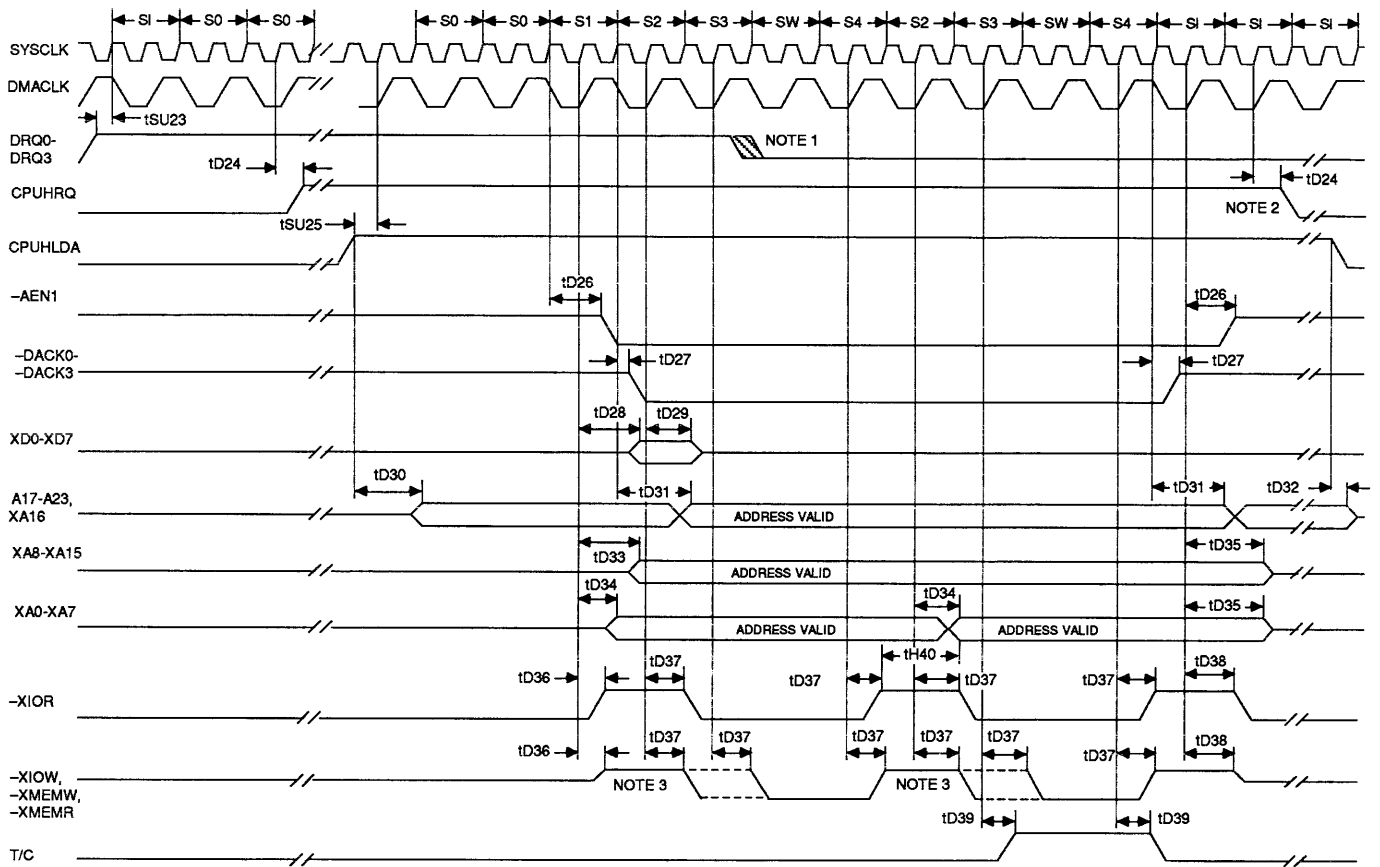 SI S0 S0 S0 S0 S1 S2 S3 SW S4 S2 S3 SW S4 SI SI SI
SYSCLK
DMACLK
tSU23
DRQ0-
DRQ3
NOTE 1
tD24
tD24
CPUHRQ
NOTE 2
tSU25
CPUHLDA
tD26
tD26
–AEN1
–DACK0-
–DACK3
tD27
tD27
tD28
tD29
XD0-XD7
tD30
A17-A23,
XA16
tD31
ADDRESS VALID
tD31
tD32
XA8-XA15
tD33
ADDRESS VALID
tD35
tD34
tD34
XA0-XA7
ADDRESS VALID
ADDRESS VALID
tD35
tH40
tD36
tD37
tD37
tD37
tD37
tD38
–XIOR
tD36
tD37
tD37
tD37
tD37
tD37
tD37
tD38
–XIOW,
–XMEMW,
–XMEMR
NOTE 3
NOTE 3
tD39
tD39
T/C